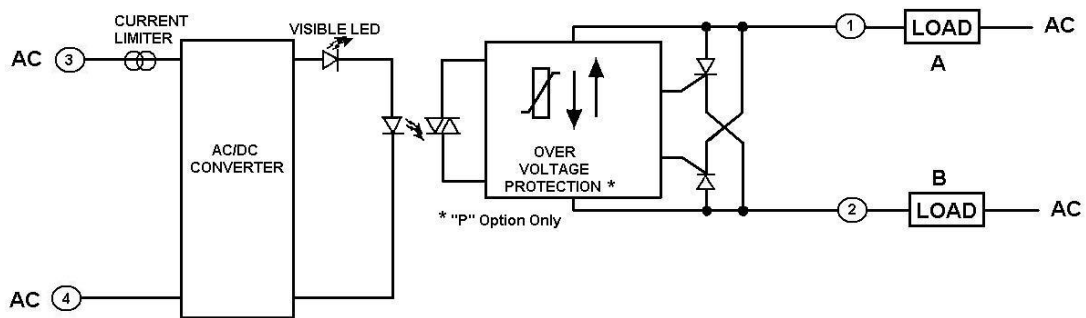 CURRENT
LIMITER
VISIBLE LED
AC 3
AC/DC
CONVERTER
AC 4
OVER
VOLTAGE
PROTECTION *
* "P" Option Only
1 LOAD AC
A
B
2 LOAD AC